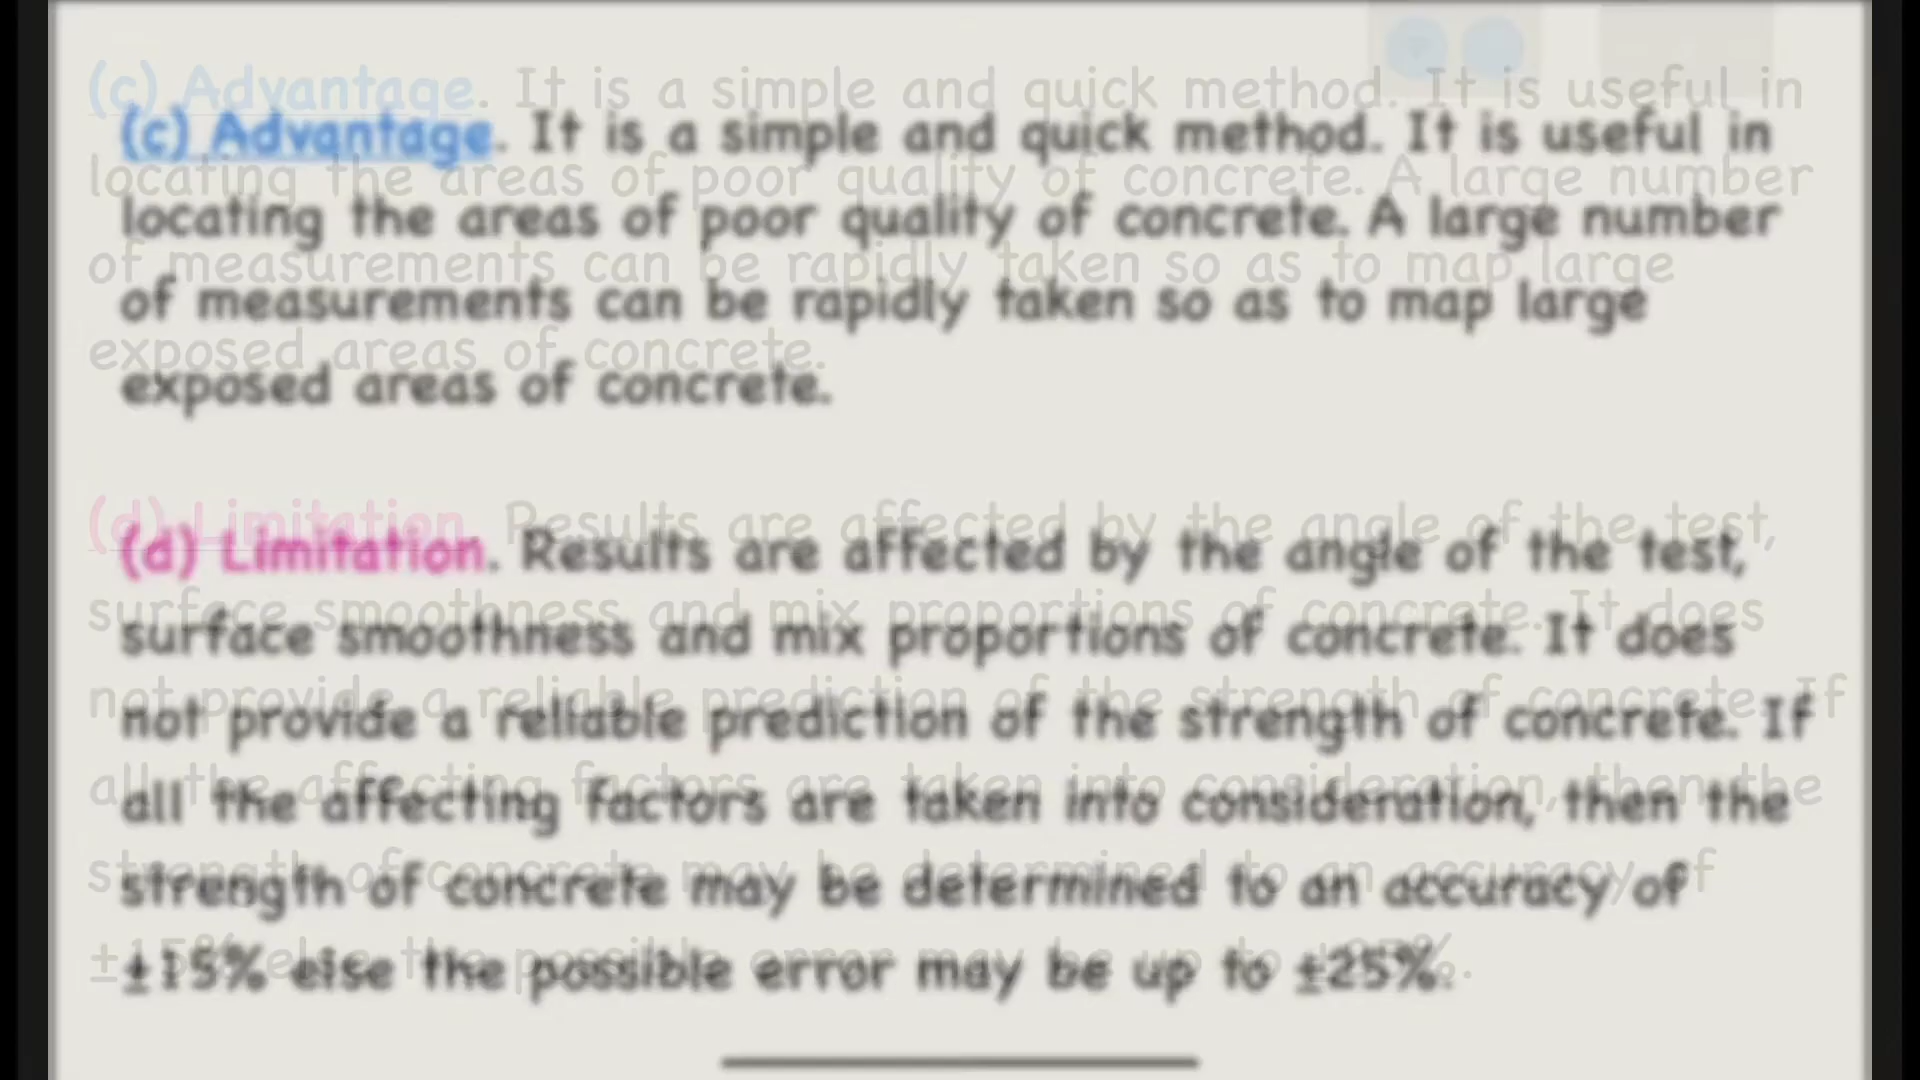 (c) Advantage. It is a simple and quick method. It is useful in
locating the areas of poor quality of concrete. A large number
of measurements can be rapidly taken so as to map large
exposed areas of concrete.
(d) Limitation. Results are affected by the angle of the test,
surface smoothness and mix proportions of concrete. It does
not provide a reliable prediction of the strength of concrete. If
all the affecting factors are taken into consideration, then the
strength of concrete may be determined to an accuracy of
±15% else the possible error may be up to ±25%.